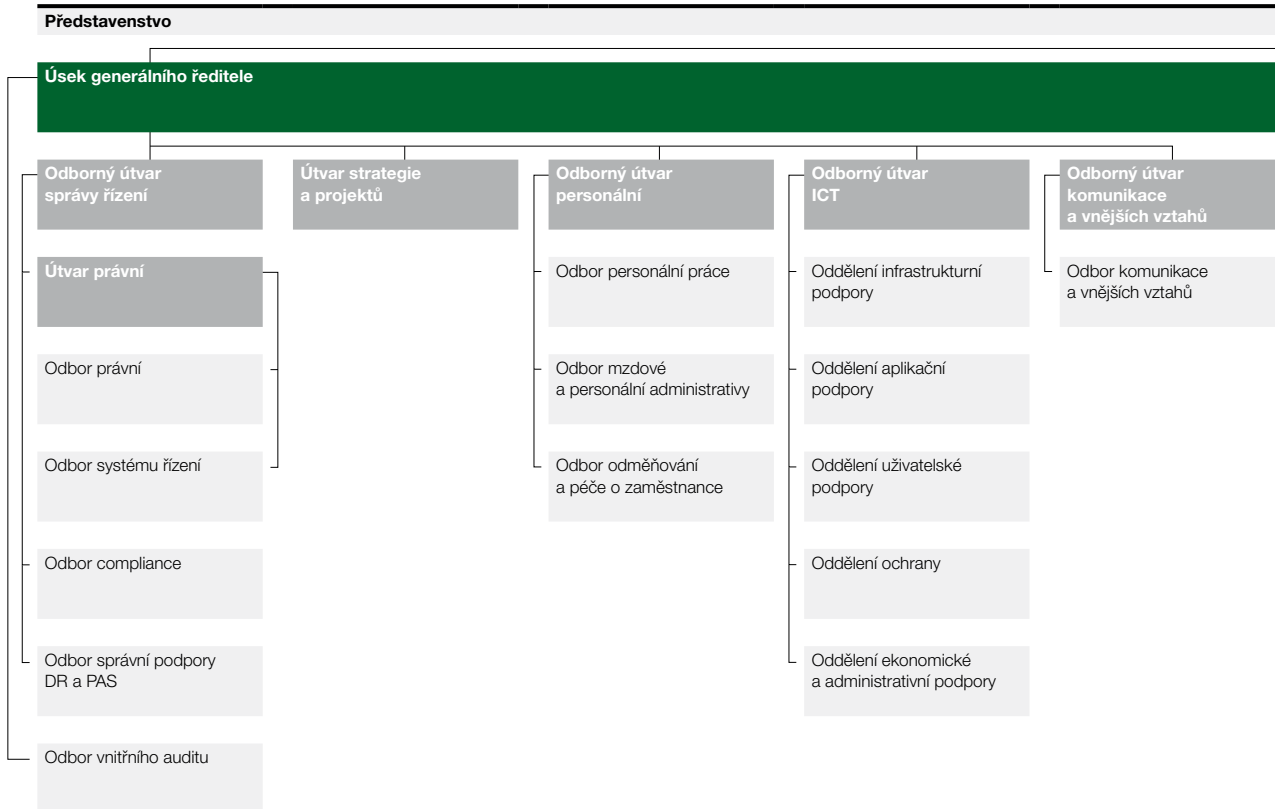 Představenstvo
Úsek generálního ředitele
Odborný útvar
správy řízení
Útvar strategie
a projektů
Odborný útvar
personální
Odborný útvar
ICT
Odborný útvar
komunikace
a vnějších vztahů
Útvar právní
Odbor personální práce
Oddělení infrastrukturní
podpory
Odbor komunikace
a vnějších vztahů
Odbor právní
Odbor mzdové
a personální administrativy
Oddělení aplikační
podpory
Odbor systému řízení
Odbor odměňování
a péče o zaměstnance
Oddělení uživatelské
podpory
Odbor compliance
Oddělení ochrany
Odbor správní podpory
DR a PAS
Oddělení ekonomické
a administrativní podpory
Odbor vnitřního auditu